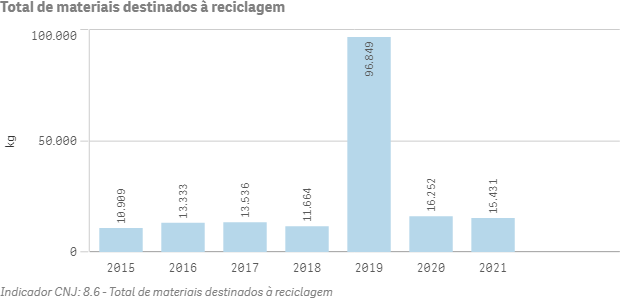 Total de materiais destinados à reciclagem
100.000
50.000
0
kg
10.909
13.333
13.536
11.664
96.849
16.252
15.431
2015 2016 2017 2018 2019 2020 2021
Indicador CNJ: 8.6 - Total de materiais destinados à reciclagem